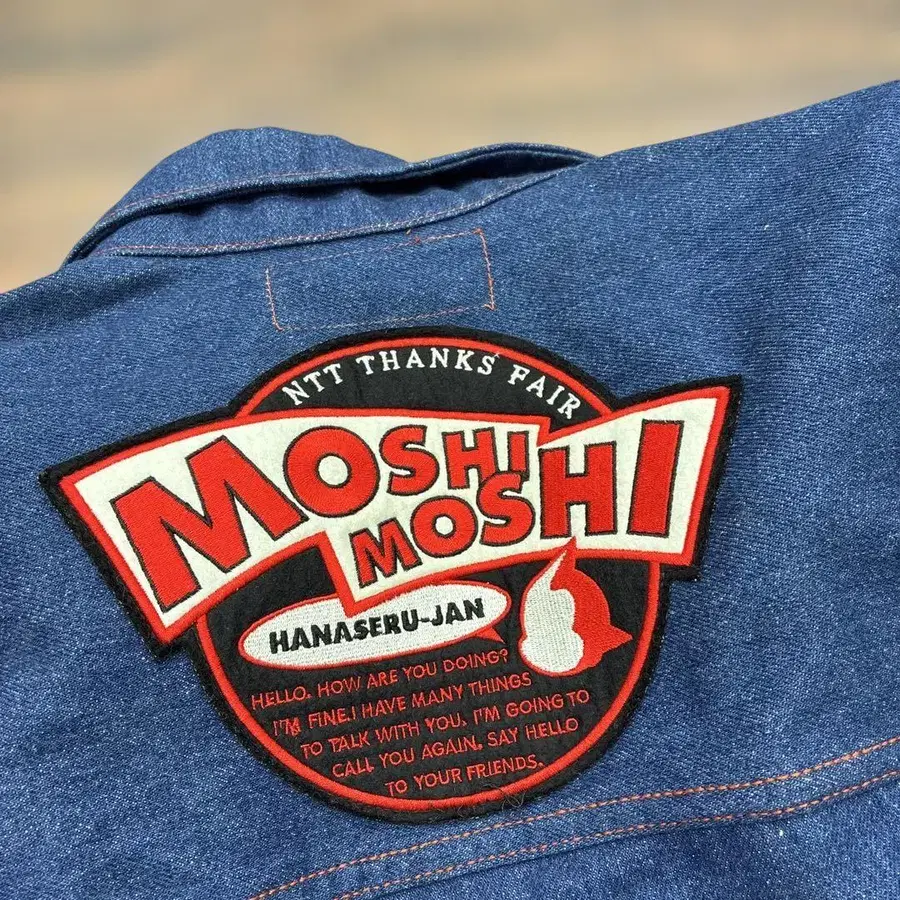 NTT THANKS FAIR
MOSHI
MOSHI
HANASERU-JAN
HELLO. HOW ARE YOU DOING?
I'M FINE.I HAVE MANY THINGS
TO TALK WITH YOU. I'M GOING TO
CALL YOU AGAIN. SAY HELLO
TO YOUR FRIENDS.